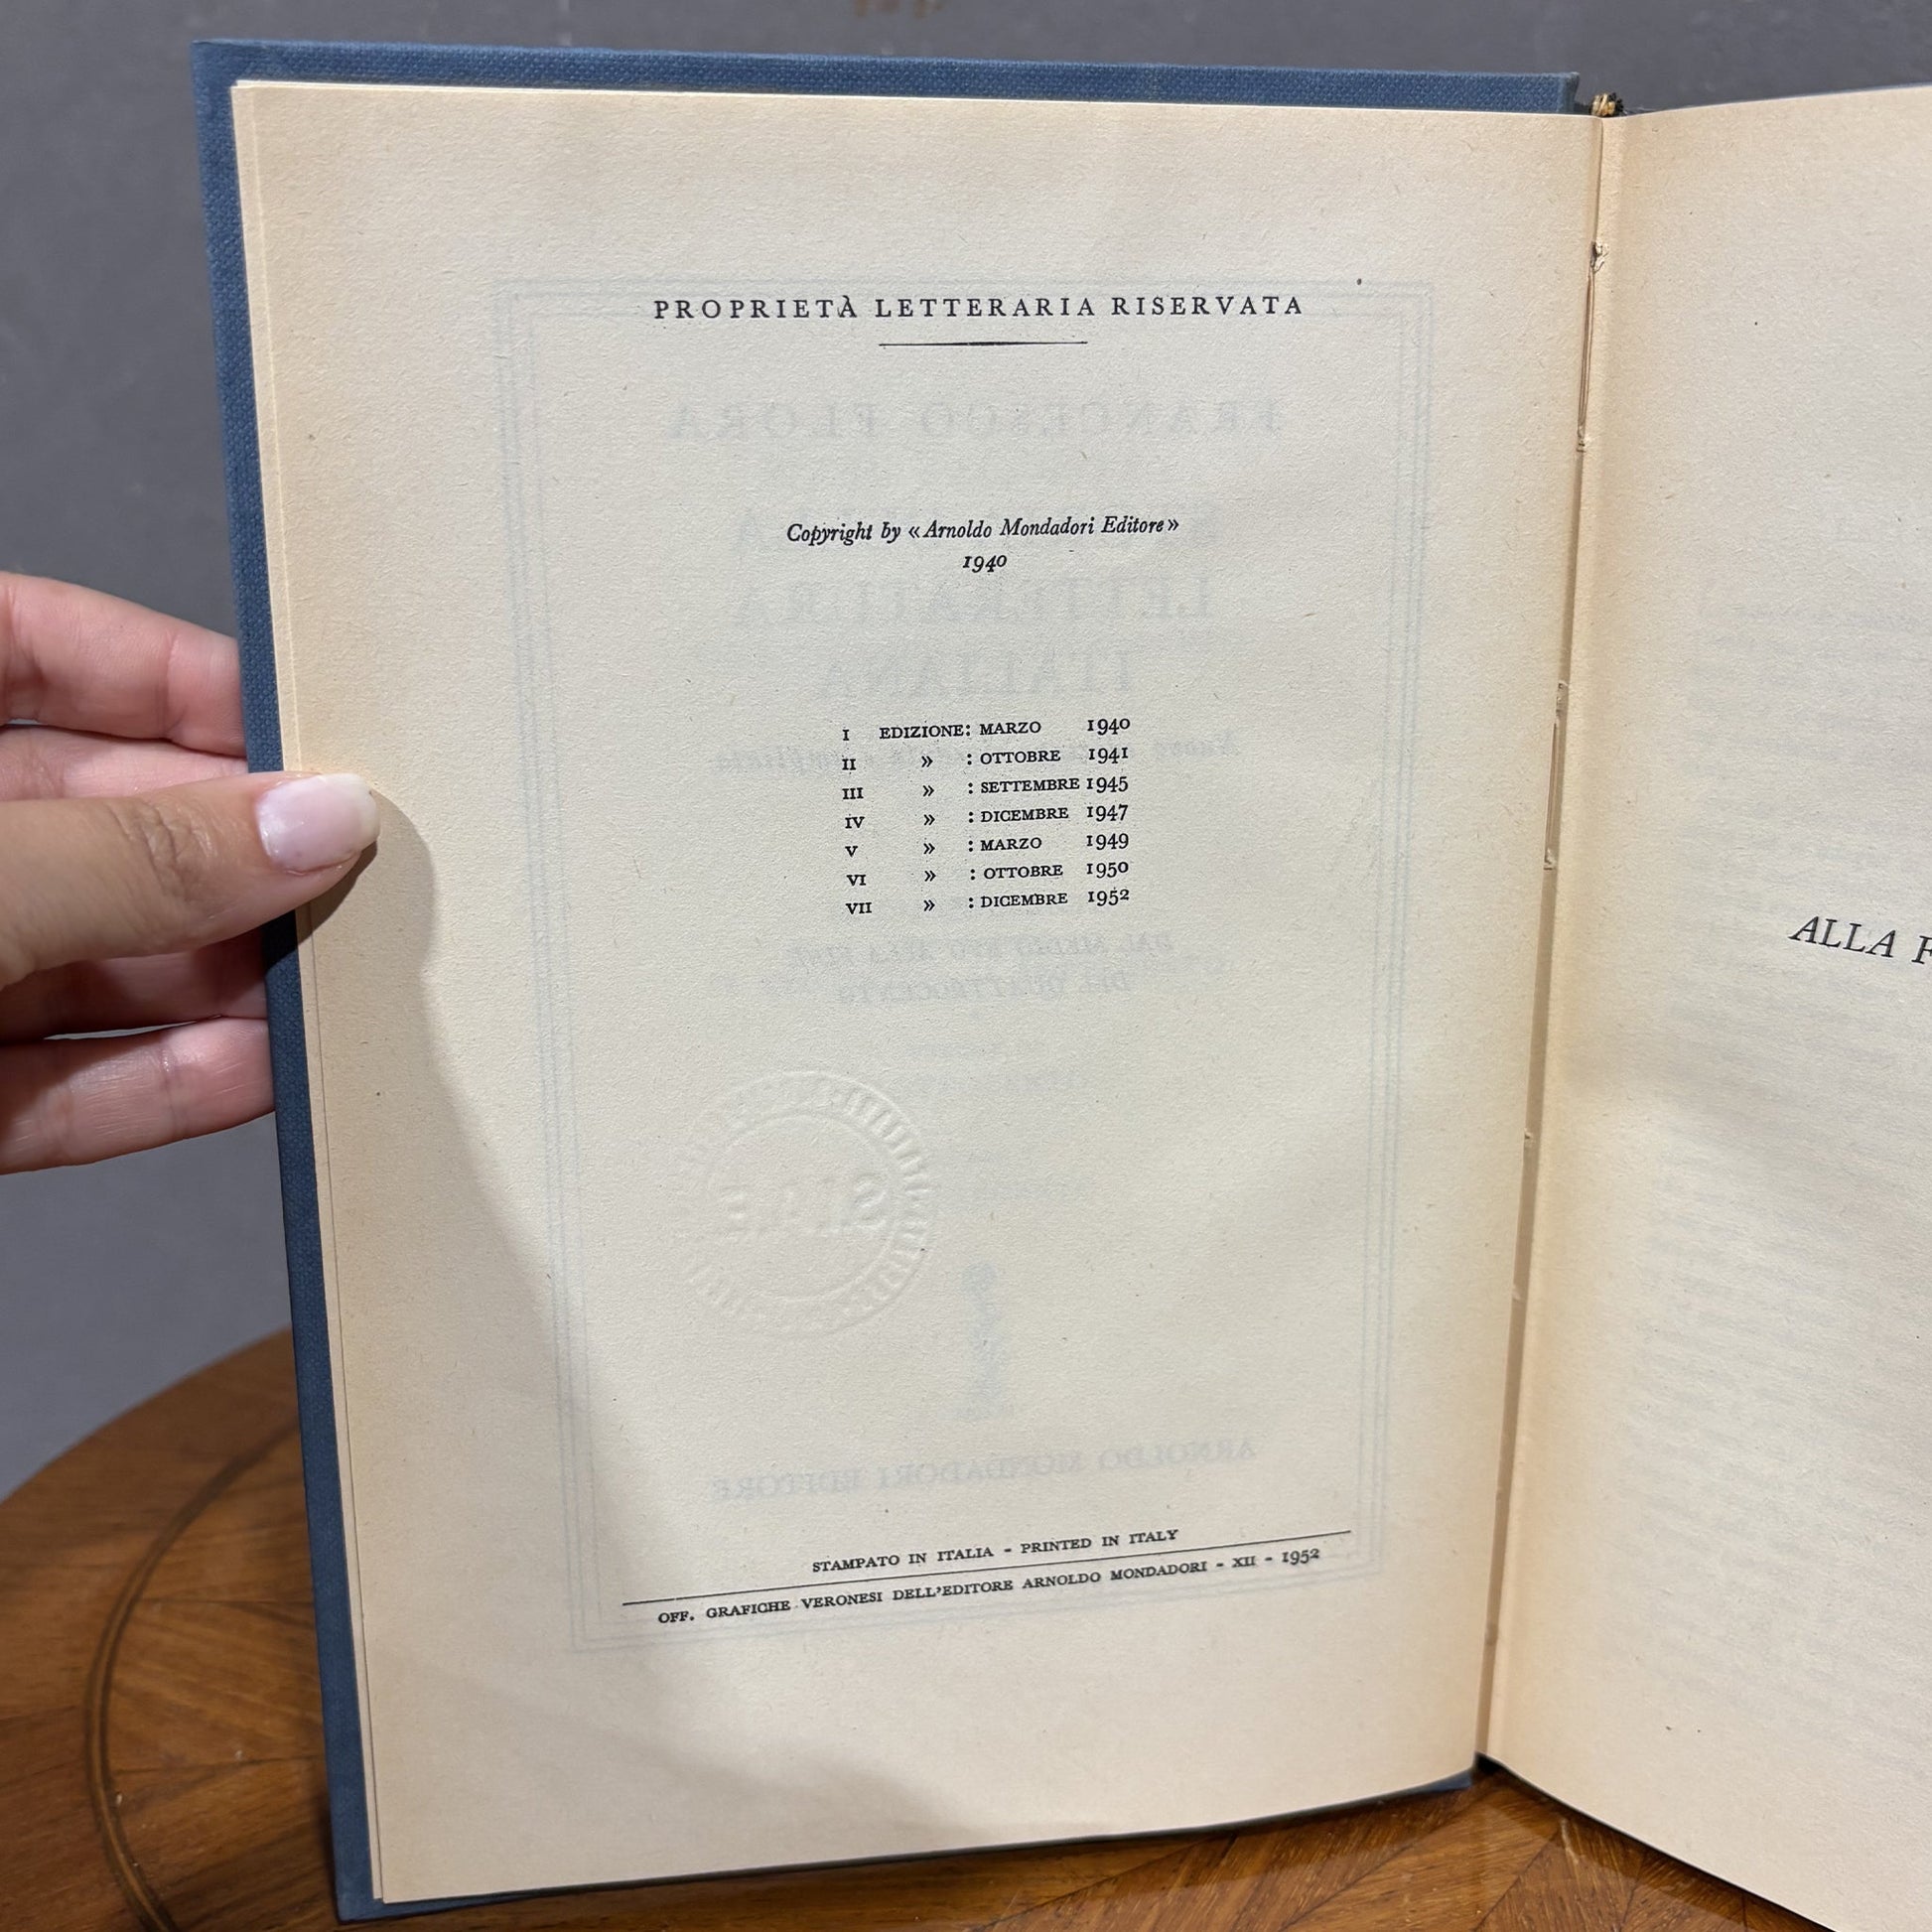 PROPRIETÀ LETTERARIA RISERVATA
Copyright by «Arnoldo Mondadori Editore»
1940
I EDIZIONE: MARZO 1940
II » : OTTOBRE 1941
III » : SETTEMBRE 1945
IV » : DICEMBRE 1947
V » : MARZO 1949
VI » : OTTOBRE 1950
VII » : DICEMBRE 1952
STAMPATO IN ITALIA - PRINTED IN ITALY
OFF. GRAFICHE VERONESI DELL'EDITORE ARNOLDO MONDADORI - XII - 1952
ALLA